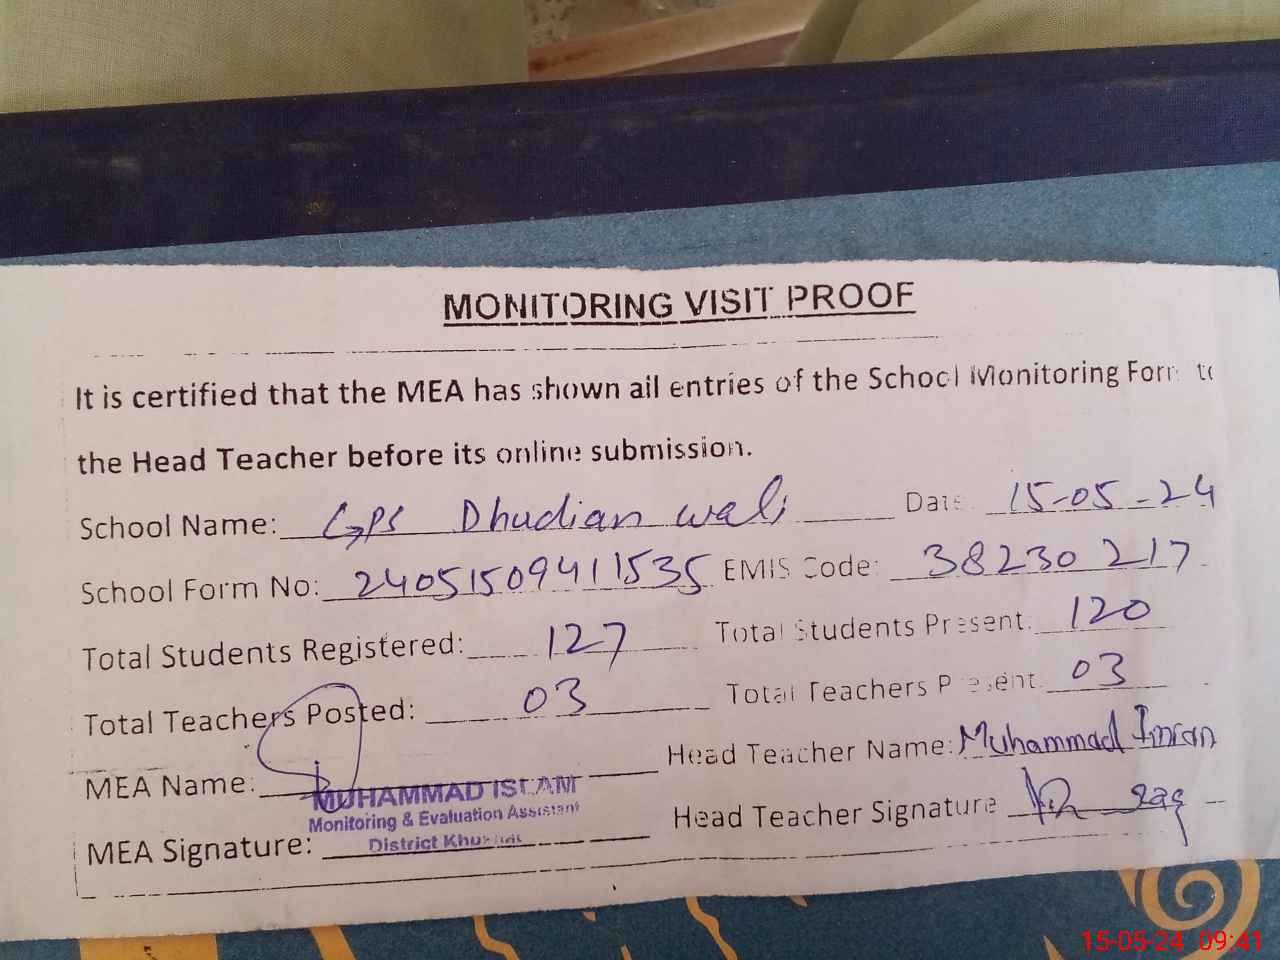 MONITORING VISIT PROOF
It is certified that the MEA has shown all entries of the School Monitoring Form to
the Head Teacher before its online submission.
School Name: GPS Dhudian wali Date: 15-05-24
School Form No: 24051509411535 EMIS Code: 38230217
Total Students Registered: 127 Total Students Present: 120
Total Teachers Posted: 03 Total Teachers Present: 03
MEA Name: Head Teacher Name: Muhammad Imran
MUHAMMAD ISLAM
Monitoring & Evaluation Assistant
District Khushab
MEA Signature: Head Teacher Signature
15-05-24 09:41